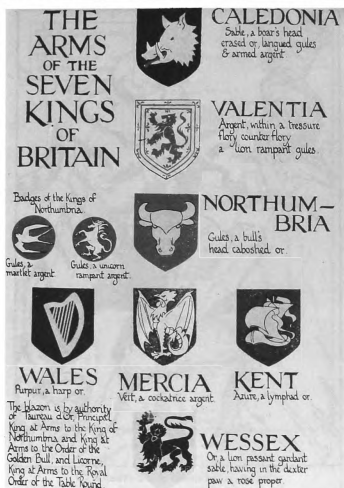 THE
ARMS
OF THE
SEVEN
KINGS
OF
BRITAIN
CALEDONIA
Sable, a boar's head
erased or, langued gules
& armed argent
VALENTIA
Argent, within a tressure
flory counter flory
a lion rampant gules.
Badges of the Kings of
Northumbria.
Gules, a
martlet argent
Gules, a unicorn
rampant argent.
NORTHUM-
BRIA
Gules, a bull's
head caboshed or.
WALES
Purpur, a harp or
MERCIA
Vert, a cockatrice argent.
KENT
Azure, a lymphad or.
The blazon is by authority
of Taureau d'Or, Principal
King at Arms to the King of
Northumbria and King at
Arms to the Order of the
Golden Bull, and Licorne,
King at Arms to the Royal
Order of the Table Round
WESSEX
Or, a lion passant gardant
sable, having in the dexter
paw a rose proper.